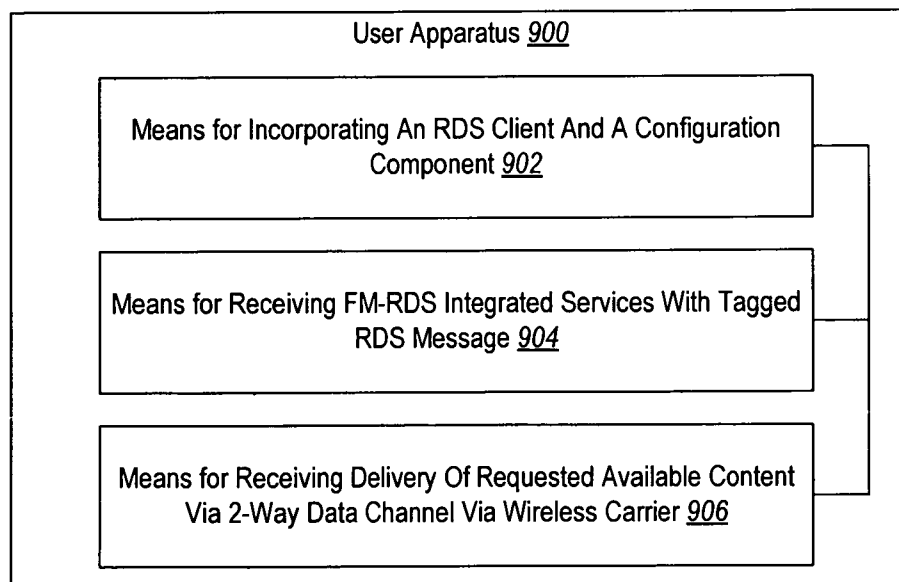 User Apparatus 900
Means for Incorporating An RDS Client And A Configuration
Component 902
Means for Receiving FM-RDS Integrated Services With Tagged
RDS Message 904
Means for Receiving Delivery Of Requested Available Content
Via 2-Way Data Channel Via Wireless Carrier 906